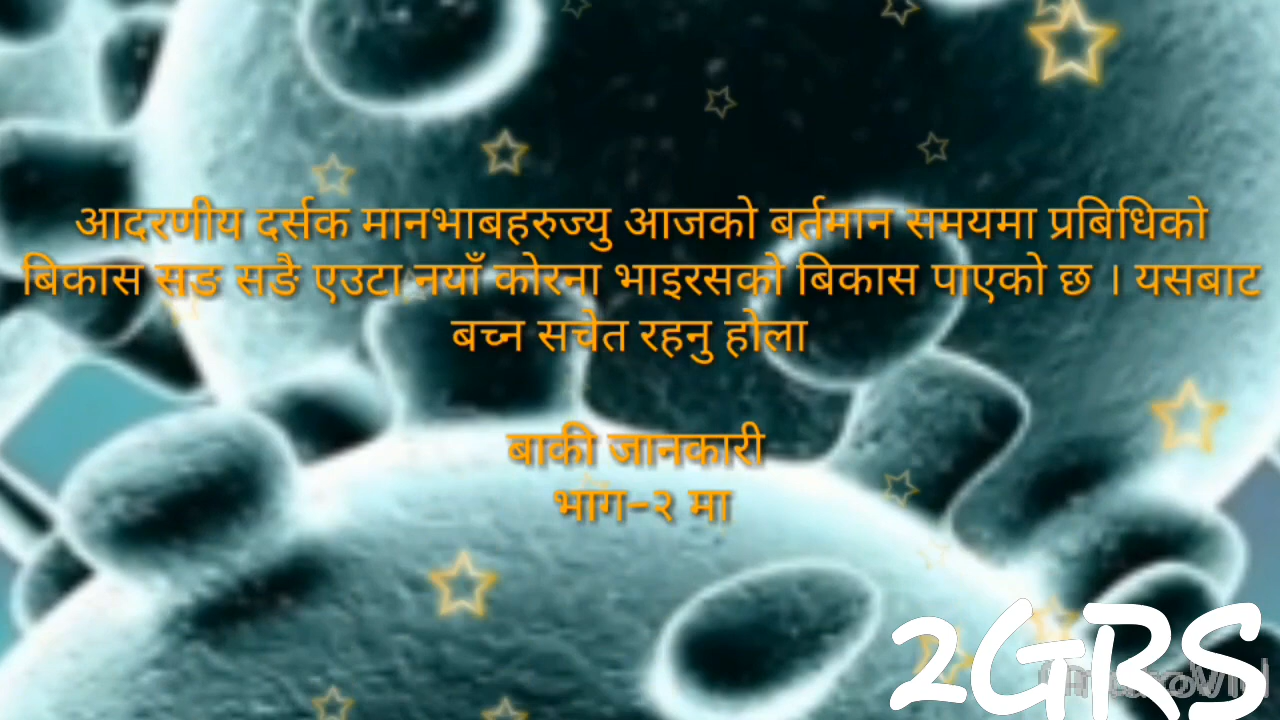 आदरणीय दर्सक मानभाबहरुज्यु आजको बर्तमान समयमा प्रबिधिको
बिकास सङ सङै एउटा नयाँ कोरना भाइरसको बिकास पाएको छ । यसबाट
बच्न सचेत रहनु होला
बाकी जानकारी
भाग-२ मा
2GRS